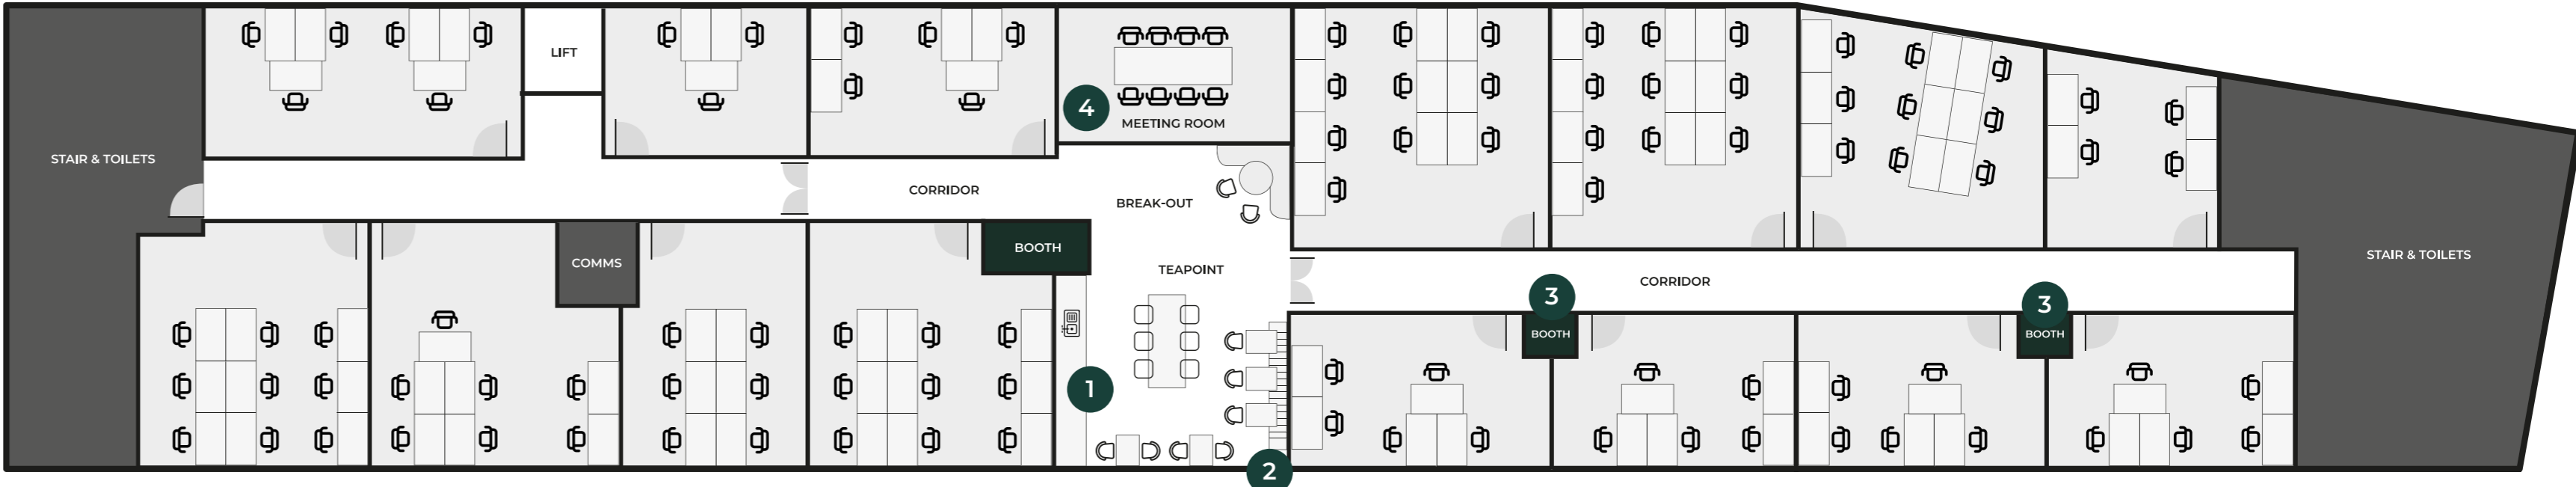 LIFT
4
MEETING ROOM
STAIR & TOILETS
CORRIDOR
BREAK-OUT
BOOTH
COMMS
TEAPOINT
STAIR & TOILETS
CORRIDOR
3
BOOTH
3
BOOTH
1
2